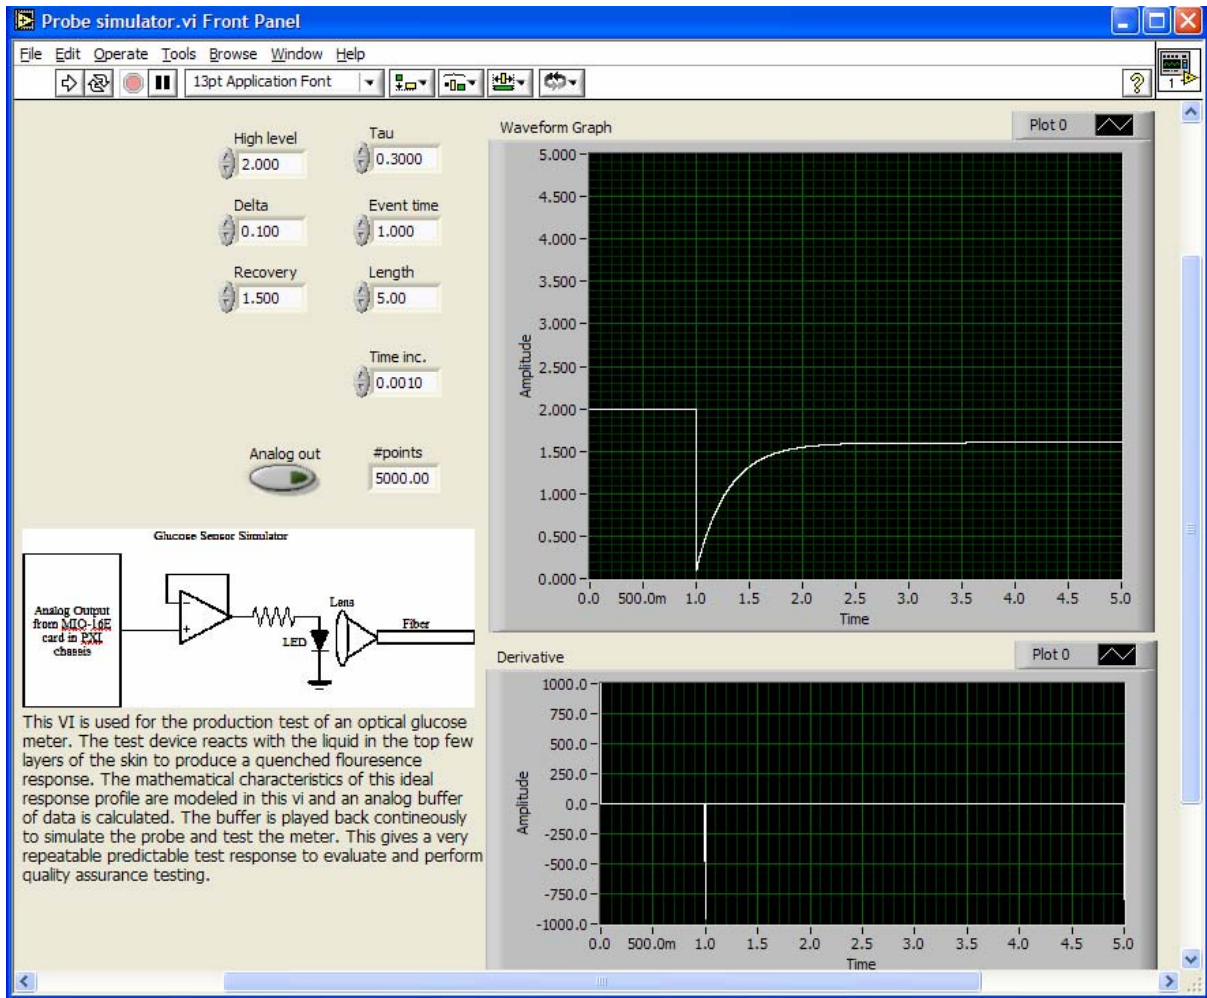 Probe simulator.vi Front Panel
File Edit Operate Tools Browse Window Help
13pt Application Font
1
High level
2.000
Tau
0.3000
Delta
0.100
Event time
1.000
Recovery
1.500
Length
5.00
Time inc.
0.0010
Analog out
#points
5000.00
Glucose Sensor Simulator
Analog Output
from MIO-16E
card in PXI
chassis
-
+
LED
Lens
Fiber
This VI is used for the production test of an optical glucose
meter. The test device reacts with the liquid in the top few
layers of the skin to produce a quenched flouresence
response. The mathematical characteristics of this ideal
response profile are modeled in this vi and an analog buffer
of data is calculated. The buffer is played back contineously
to simulate the probe and test the meter. This gives a very
repeatable predictable test response to evaluate and perform
quality assurance testing.
Waveform Graph
Plot 0
Amplitude
5.000
4.500
4.000
3.500
3.000
2.500
2.000
1.500
1.000
0.500
0.000
0.0 500.0m 1.0 1.5 2.0 2.5 3.0 3.5 4.0 4.5 5.0
Time
Derivative
Plot 0
Amplitude
1000.0
750.0
500.0
250.0
0.0
-250.0
-500.0
-750.0
-1000.0
0.0 500.0m 1.0 1.5 2.0 2.5 3.0 3.5 4.0 4.5 5.0
Time